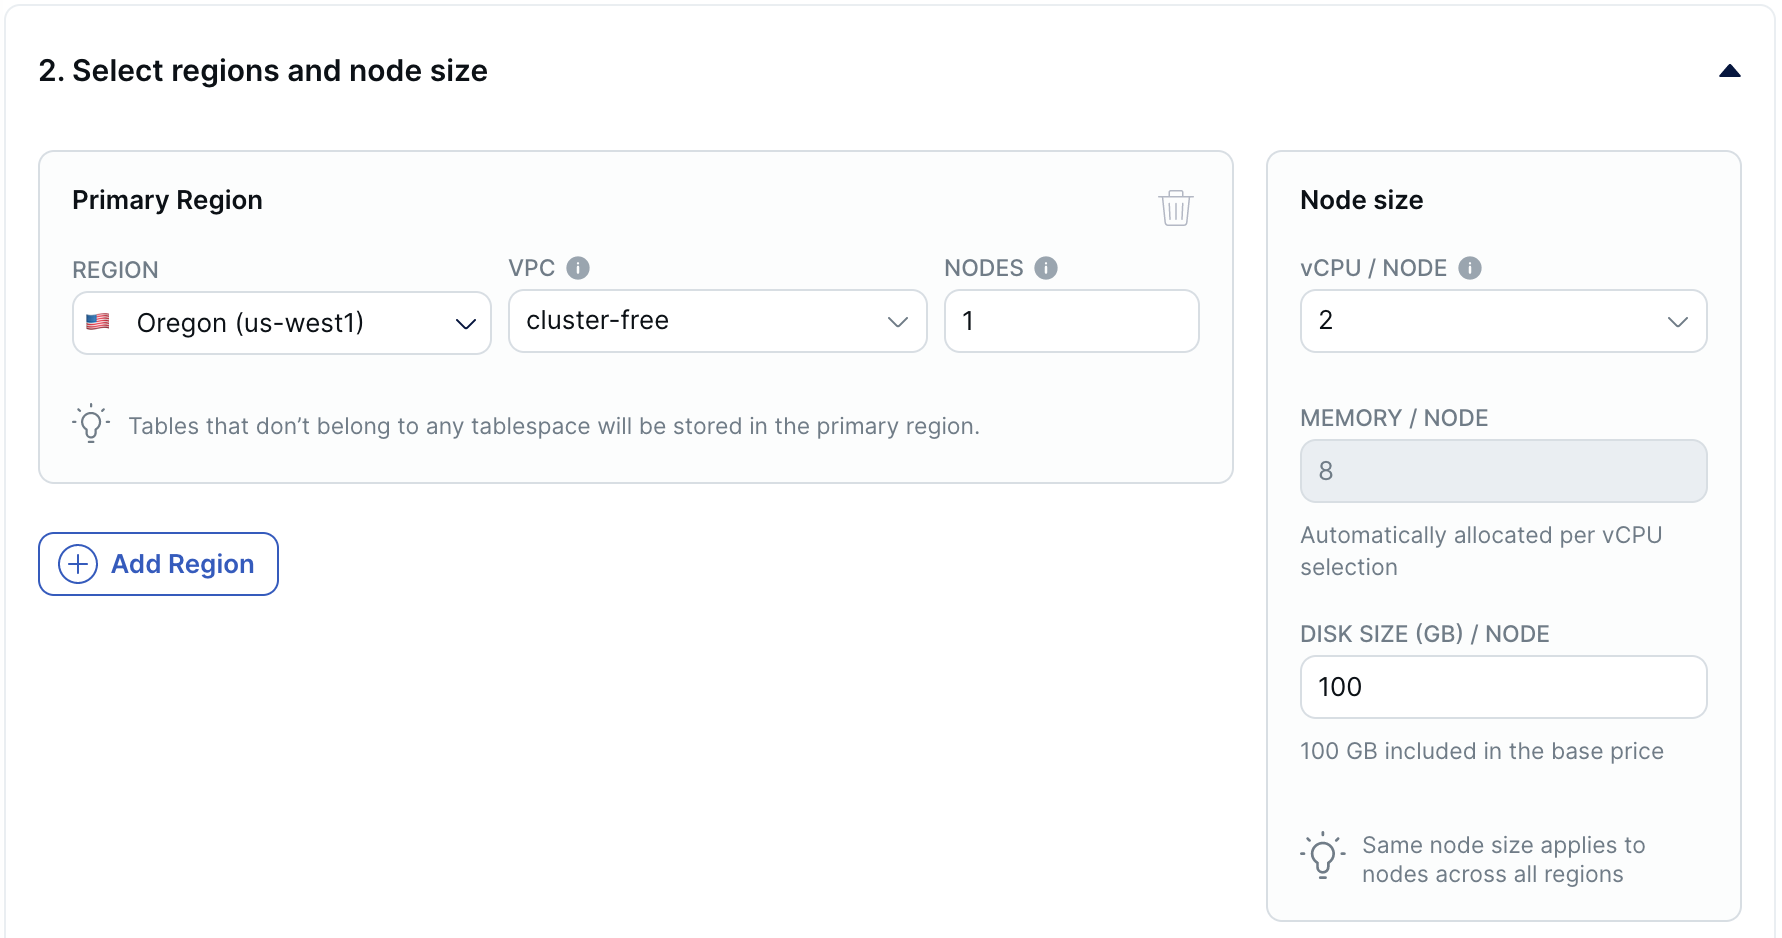 2. Select regions and node size
Primary Region
REGION
Oregon (us-west1)
VPC
cluster-free
NODES
1
Tables that don’t belong to any tablespace will be stored in the primary region.
Add Region
Node size
vCPU / NODE
2
MEMORY / NODE
8
Automatically allocated per vCPU
selection
DISK SIZE (GB) / NODE
100
100 GB included in the base price
Same node size applies to
nodes across all regions